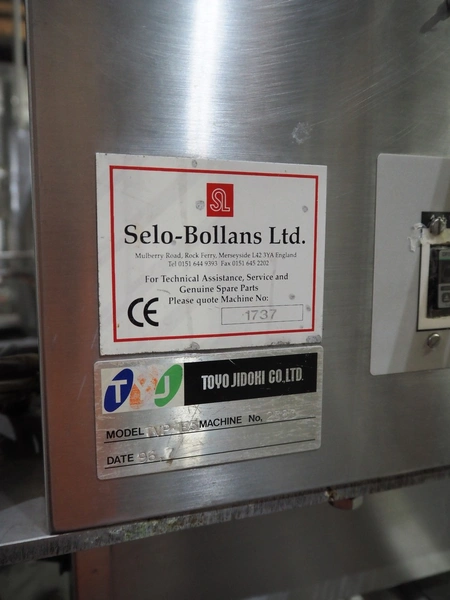 SL
Selo-Bollans Ltd.
Mulberry Road, Rock Ferry, Merseyside L42 3YA England
Tel 0151 644 9393 Fax 0151 645 2202
For Technical Assistance, Service and
Genuine Spare Parts
Please quote Machine No:
CE 1737
TOYO JIDOKI CO.,LTD.
MODEL MACHINE No.
DATE 96.7